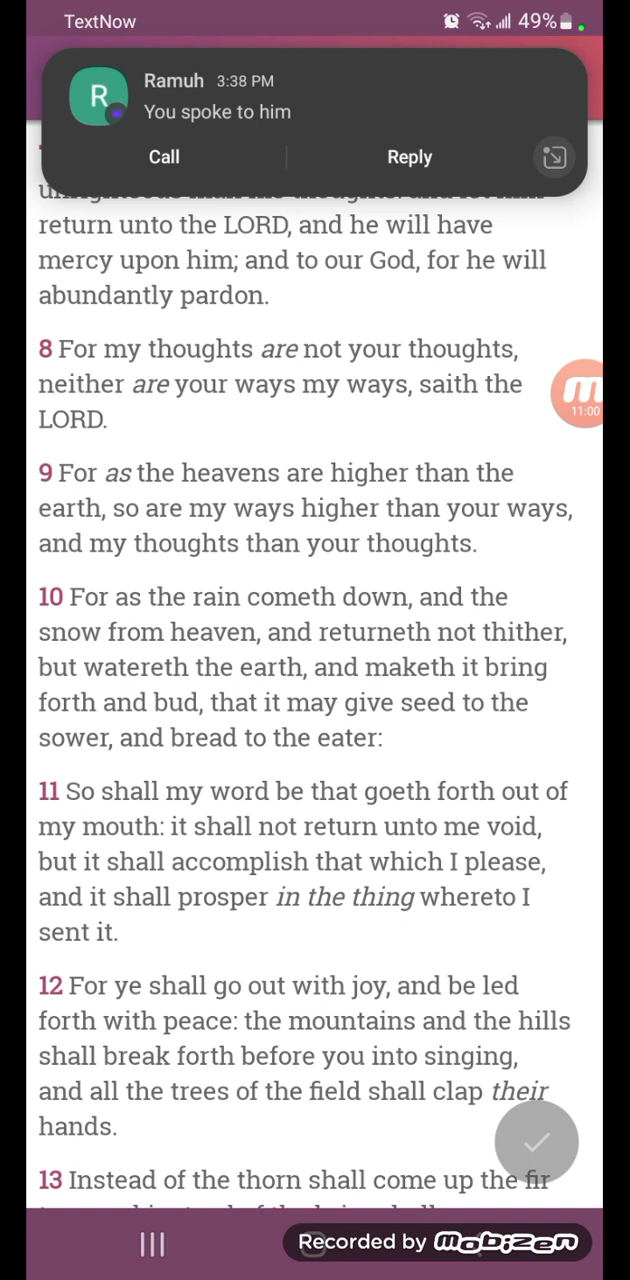 TextNow
49%
R
Ramuh 3:38 PM
You spoke to him
Call
Reply
return unto the LORD, and he will have
mercy upon him; and to our God, for he will
abundantly pardon.
8 For my thoughts are not your thoughts,
neither are your ways my ways, saith the
LORD.
m
11:00
9 For as the heavens are higher than the
earth, so are my ways higher than your ways,
and my thoughts than your thoughts.
10 For as the rain cometh down, and the
snow from heaven, and returneth not thither,
but watereth the earth, and maketh it bring
forth and bud, that it may give seed to the
sower, and bread to the eater:
11 So shall my word be that goeth forth out of
my mouth: it shall not return unto me void,
but it shall accomplish that which I please,
and it shall prosper in the thing whereto I
sent it.
12 For ye shall go out with joy, and be led
forth with peace: the mountains and the hills
shall break forth before you into singing,
and all the trees of the field shall clap their
hands.
13 Instead of the thorn shall come up the fir
Recorded by mobizen